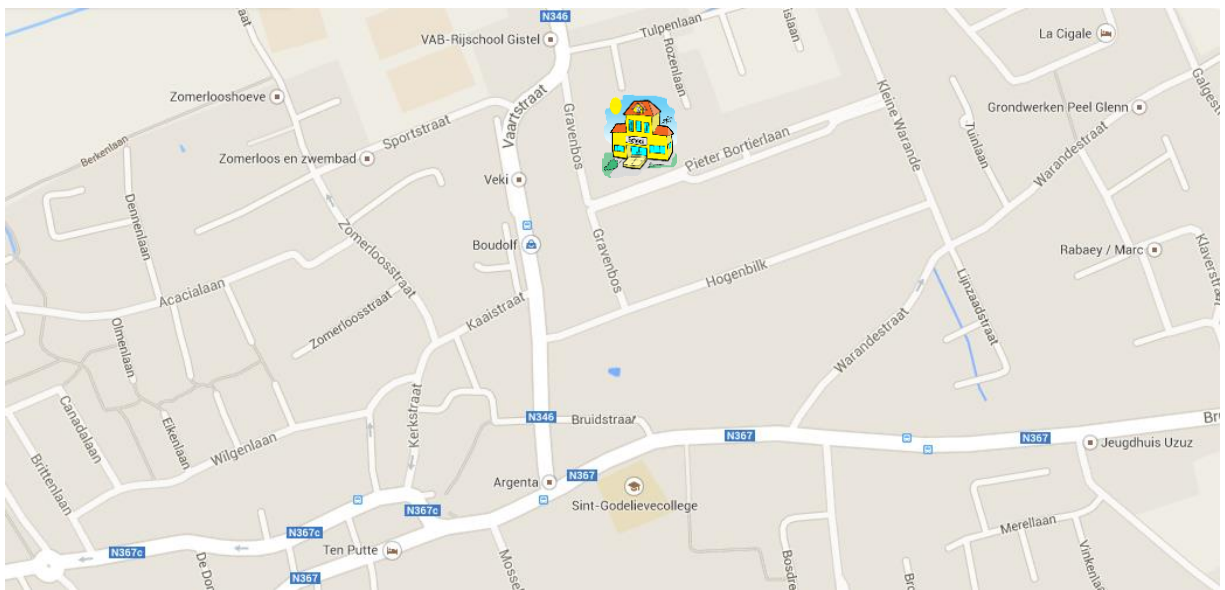 N346
Tulpenlaan
VAB-Rijschool Gistel
Rozenlaan
La Cigale
Zomerlooshoeve
Vaartstraat
Gravenbos
Kleine Warande
Grondwerken Peel Glenn
Sportstraat
Berkenlaan
Zomerloos en zwembad
Pieter Bortierlaan
Tuinlaan
Warandestraat
Veki
Dennenlaan
Zomerloosstraat
Boudolf
Gravenbos
Rabaey / Marc
Hogenbilk
Acacialaan
Kaaistraat
Lijnzaadstraat
Zomerloosstraat
Olmenlaan
Warandestraat
Canadalaan
Eikenlaan
Kerkstraat
N346
Bruidstraat
N367
N367
Jeugdhuis Uzuz
Wilgenlaan
Brittenlaan
N367
Argenta
Sint-Godelievecollege
N367c
N367c
N367c
Merellaan
Ten Putte
N367